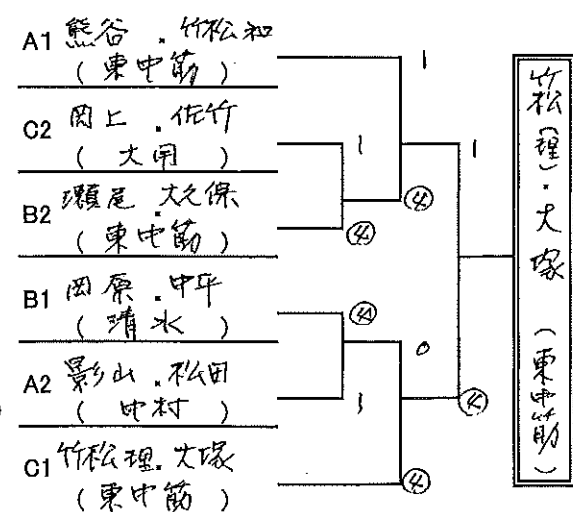 A1 熊谷.竹松和
(東中筋)
1
C2 岡上.佐竹
(大用)
1
1
B2 瀬尾 大久保
(東中筋)
④
④
B1 岡原.中平
(清水)
④
0
A2 影山.松田
(中村)
1
④
C1 竹松理.大塚
(東中筋)
④
竹松(理)・大塚(東中筋)